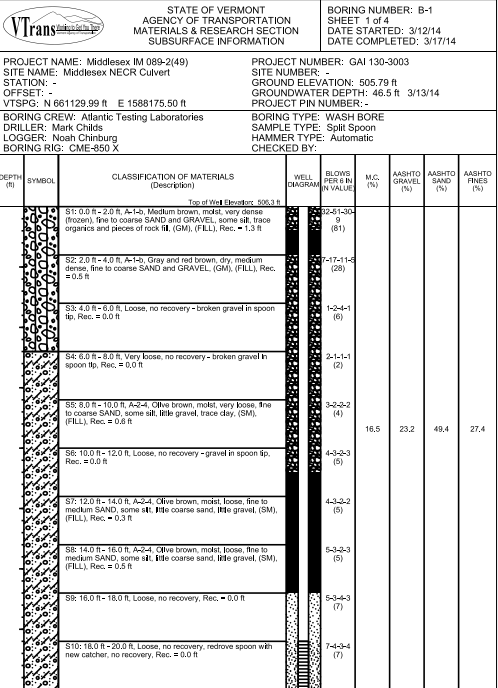 VTrans Working to Get You There
STATE OF VERMONT
AGENCY OF TRANSPORTATION
MATERIALS & RESEARCH SECTION
SUBSURFACE INFORMATION
BORING NUMBER: B-1
SHEET 1 of 4
DATE STARTED: 3/12/14
DATE COMPLETED: 3/17/14
PROJECT NAME: Middlesex IM 089-2(49)
SITE NAME: Middlesex NECR Culvert
STATION: -
OFFSET: -
VTSPG: N 661129.99 ft E 1588175.50 ft
PROJECT NUMBER: GAI 130-3003
SITE NUMBER: -
GROUND ELEVATION: 505.79 ft
GROUNDWATER DEPTH: 46.5 ft 3/13/14
PROJECT PIN NUMBER: -
BORING CREW: Atlantic Testing Laboratories
DRILLER: Mark Childs
LOGGER: Noah Chinburg
BORING RIG: CME-850 X
BORING TYPE: WASH BORE
SAMPLE TYPE: Split Spoon
HAMMER TYPE: Automatic
CHECKED BY:
DEPTH
(ft)
SYMBOL
CLASSIFICATION OF MATERIALS
(Description)
WELL
DIAGRAM
BLOWS
PER 6 IN
(N VALUE)
M.C.
(%)
AASHTO
GRAVEL
(%)
AASHTO
SAND
(%)
AASHTO
FINES
(%)
Top of Well Elevation: 506.3 ft
S1: 0.0 ft - 2.0 ft, A-1-b, Medium brown, moist, very dense
(frozen), fine to coarse SAND and GRAVEL, some silt, trace
organics and pieces of rock fill, (GM), (FILL), Rec. = 1.3 ft
32-51-30-
9
(81)
S2: 2.0 ft - 4.0 ft, A-1-b, Gray and red brown, dry, medium
dense, fine to coarse SAND and GRAVEL, (GM), (FILL), Rec.
= 0.5 ft
7-17-11-5
(28)
S3: 4.0 ft - 6.0 ft, Loose, no recovery - broken gravel in spoon
tip, Rec. = 0.0 ft
1-2-4-1
(6)
S4: 6.0 ft - 8.0 ft, Very loose, no recovery - broken gravel in
spoon tip, Rec. = 0.0 ft
2-1-1-1
(2)
S5: 8.0 ft - 10.0 ft, A-2-4, Olive brown, moist, very loose, fine
to coarse SAND, some silt, little gravel, trace clay, (SM),
(FILL), Rec. = 0.6 ft
3-2-2-2
(4)
16.5 23.2 49.4 27.4
S6: 10.0 ft - 12.0 ft, Loose, no recovery - gravel in spoon tip,
Rec. = 0.0 ft
4-3-2-3
(5)
S7: 12.0 ft - 14.0 ft, A-2-4, Olive brown, moist, loose, fine to
medium SAND, some silt, little coarse sand, little gravel, (SM),
(FILL), Rec. = 0.3 ft
4-3-2-2
(5)
S8: 14.0 ft - 16.0 ft, A-2-4, Olive brown, moist, loose, fine to
medium SAND, some silt, little coarse sand, little gravel, (SM),
(FILL), Rec. = 0.5 ft
5-3-2-3
(5)
S9: 16.0 ft - 18.0 ft, Loose, no recovery, Rec. = 0.0 ft
5-3-4-3
(7)
S10: 18.0 ft - 20.0 ft, Loose, no recovery, redrove spoon with
new catcher, no recovery, Rec. = 0.0 ft
7-4-3-4
(7)